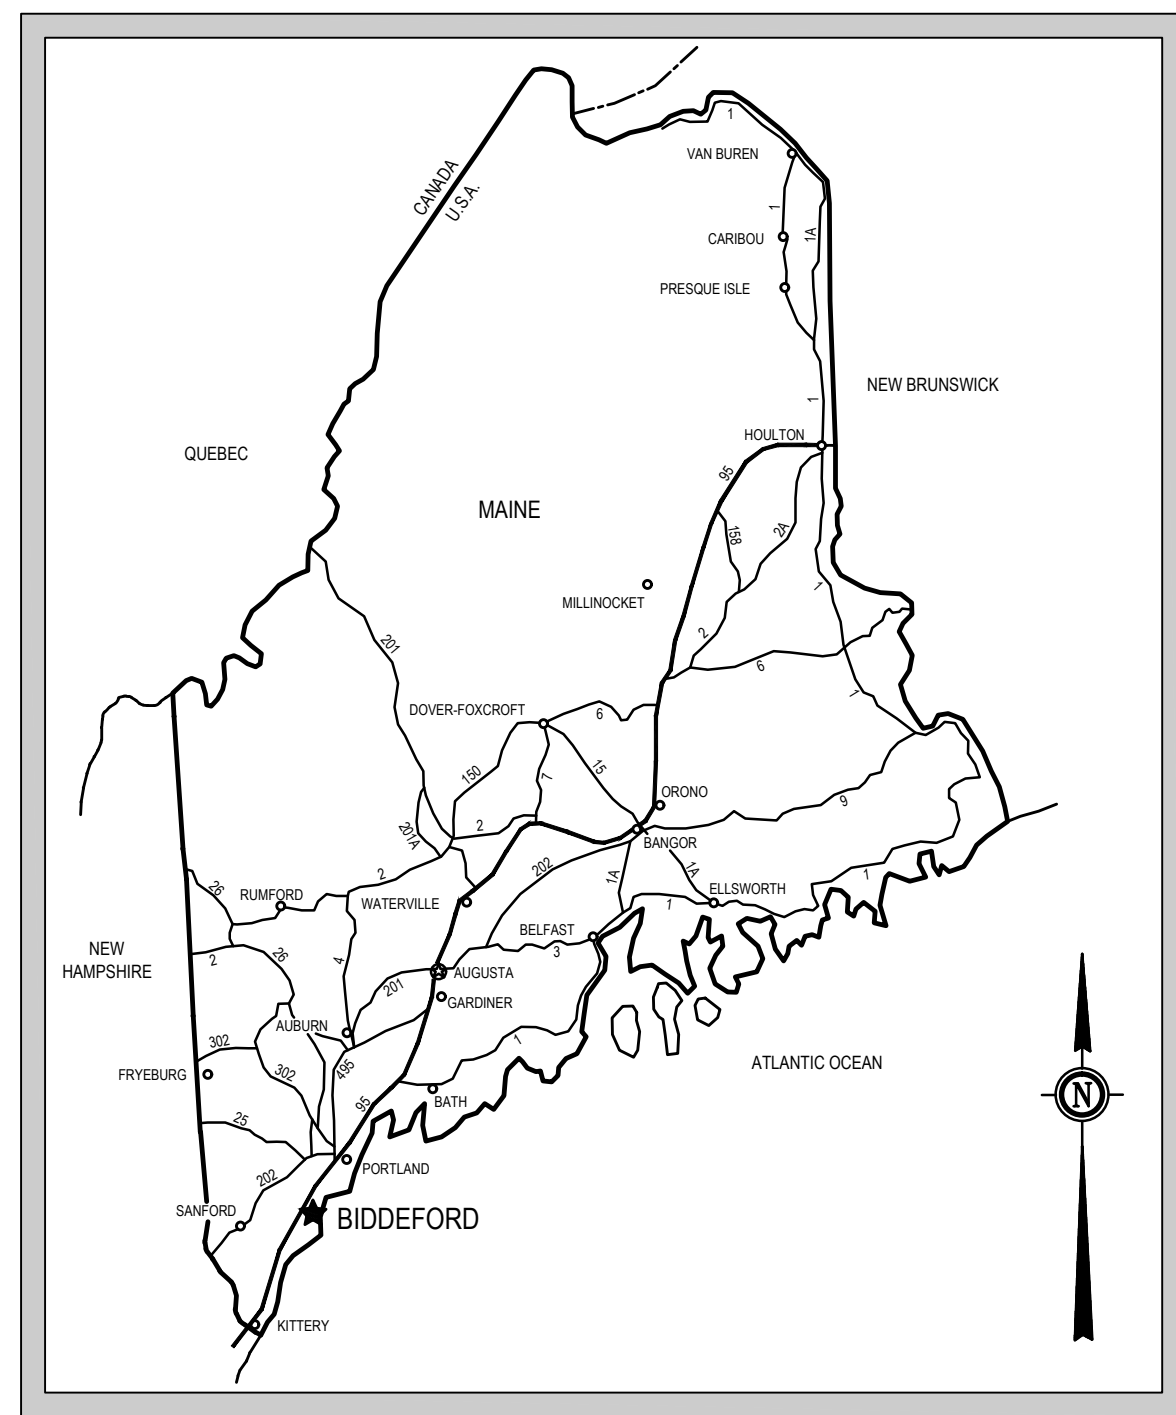 1
VAN BUREN
CANADA
U.S.A.
1
CARIBOU
1A
PRESQUE ISLE
NEW BRUNSWICK
1
HOULTON
QUEBEC
95
MAINE
158
2A
1
MILLINOCKET
201
2
6
1
DOVER-FOXCROFT
6
150
7
15
ORONO
9
201A
2
BANGOR
202
1A
1A
2
26
RUMFORD
WATERVILLE
ELLSWORTH
1
1
BELFAST
NEW
HAMPSHIRE
2
26
4
3
AUGUSTA
201
GARDINER
AUBURN
1
302
495
ATLANTIC OCEAN
FRYEBURG
302
95
BATH
N
25
PORTLAND
202
SANFORD
BIDDEFORD
KITTERY